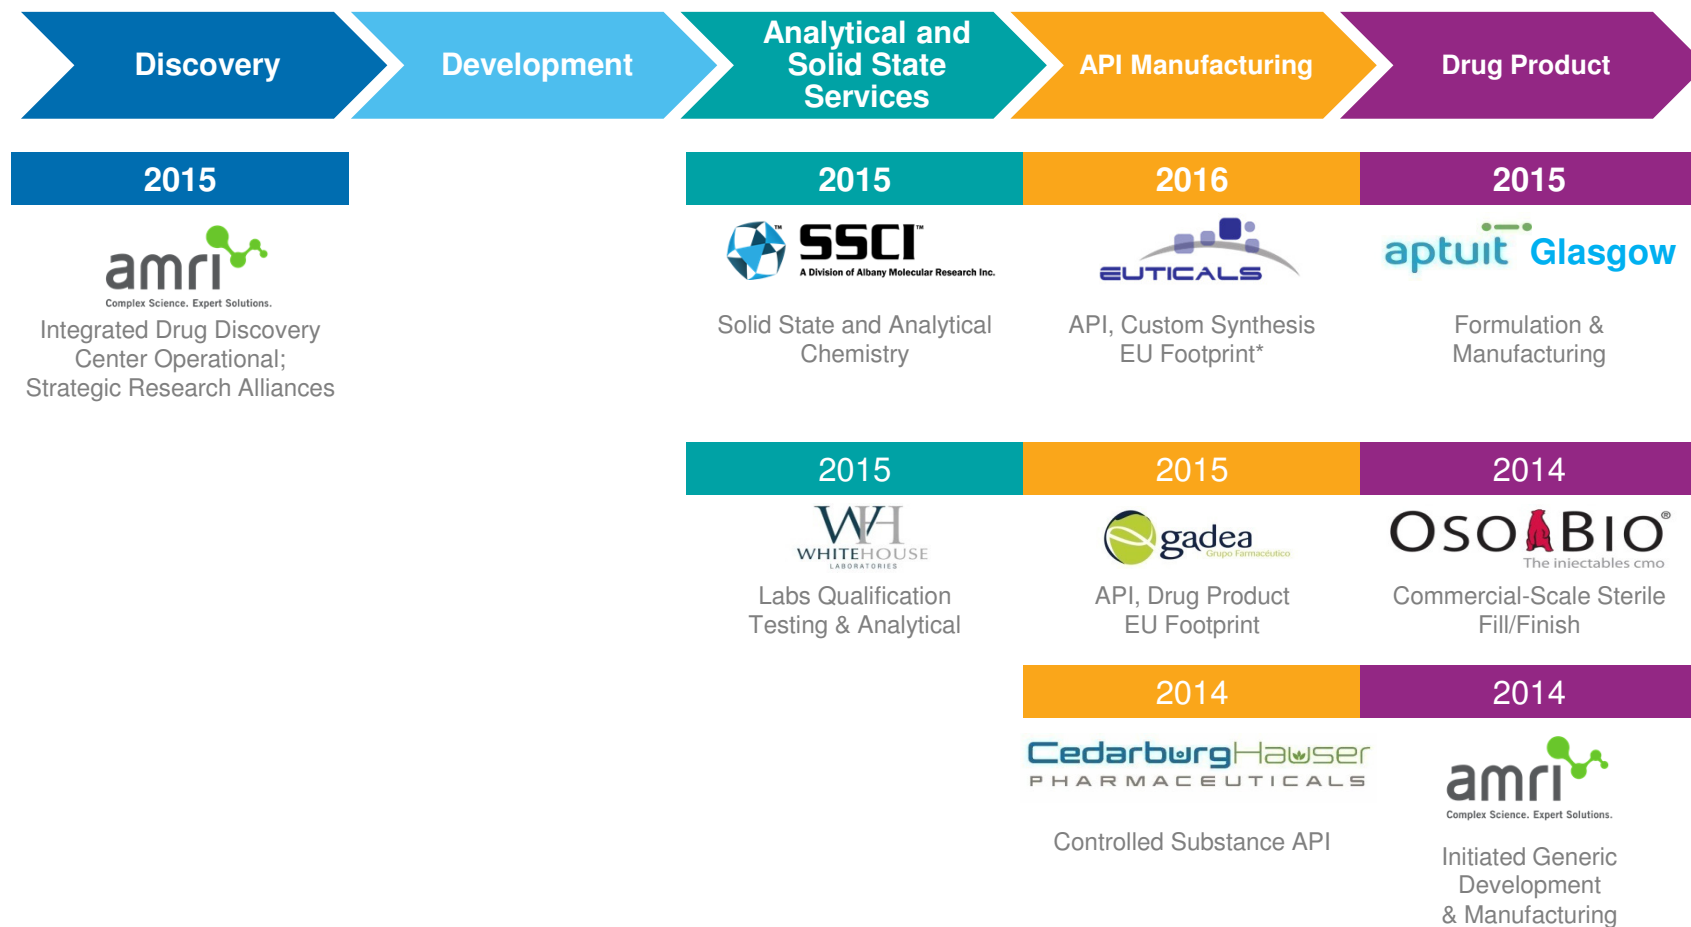 Discovery
Development
Analytical and
Solid State
Services
API Manufacturing
Drug Product
2015
2015
2016
2015
amri
Complex Science. Expert Solutions.
Integrated Drug Discovery
Center Operational;
Strategic Research Alliances
SSCI™
A Division of Albany Molecular Research Inc.
Solid State and Analytical
Chemistry
EUTICALS
API, Custom Synthesis
EU Footprint*
aptuit Glasgow
Formulation &
Manufacturing
2015
2015
2014
WH
WHITEHOUSE
LABORATORIES
Labs Qualification
Testing & Analytical
gadea
Grupo Farmacéutico
API, Drug Product
EU Footprint
OSOBIO®
The injectables cmo
Commercial-Scale Sterile
Fill/Finish
2014
2014
CedarburgHauser
PHARMACEUTICALS
Controlled Substance API
amri
Complex Science. Expert Solutions.
Initiated Generic
Development
& Manufacturing